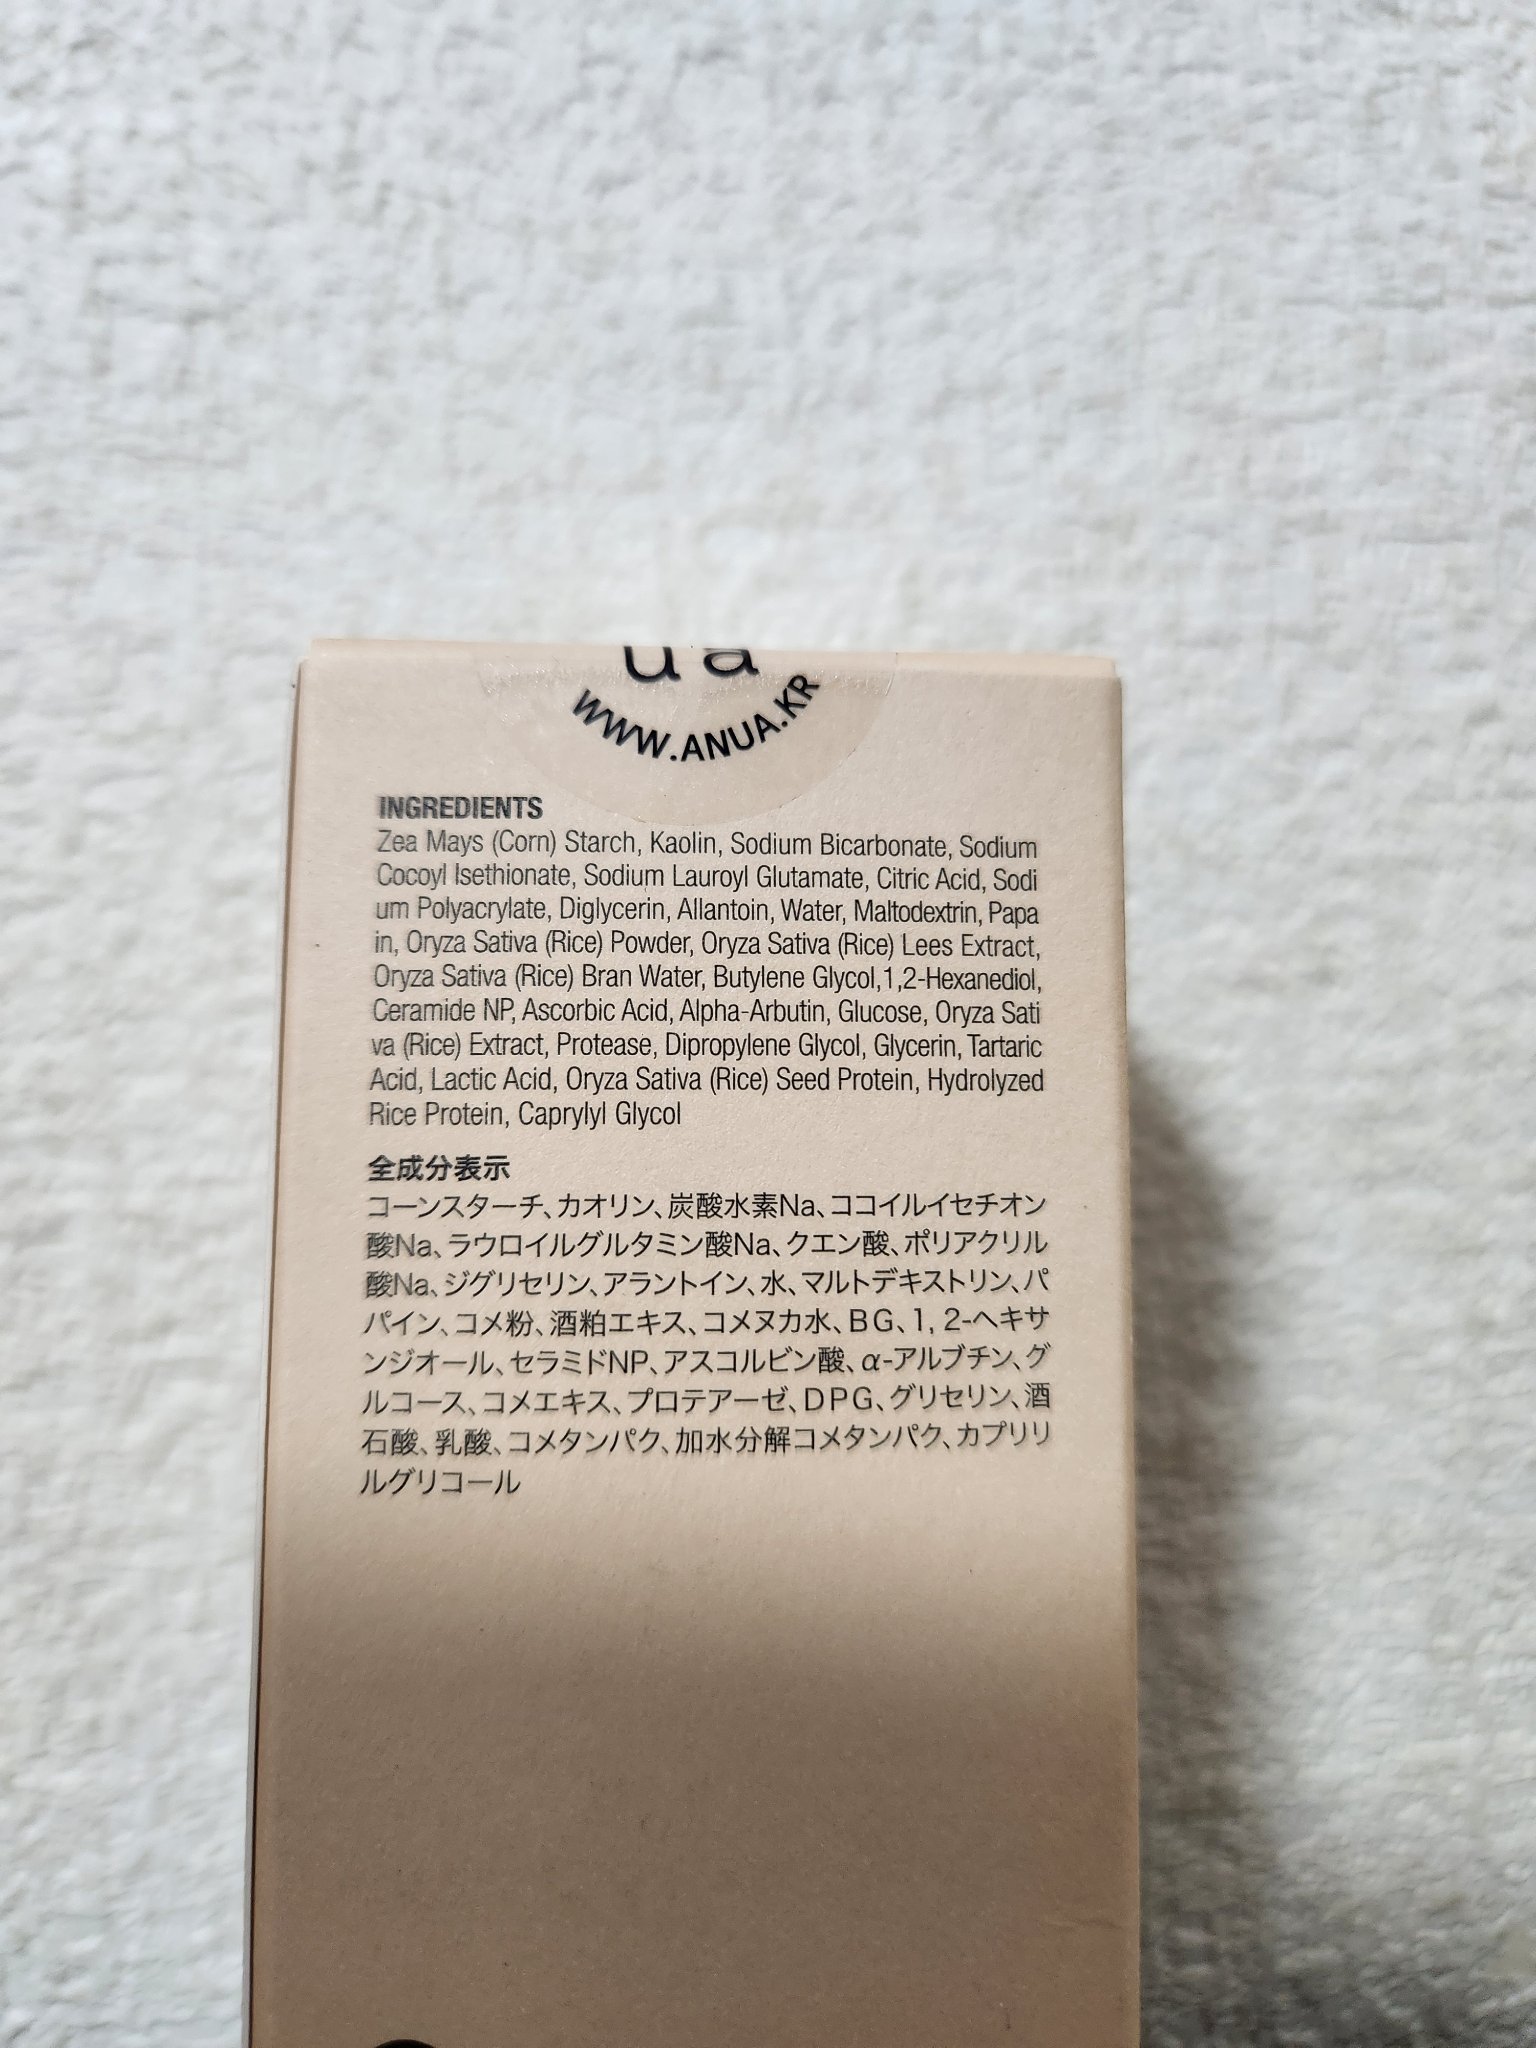 ua
WWW.ANUA.KR
INGREDIENTS
Zea Mays (Corn) Starch, Kaolin, Sodium Bicarbonate, Sodium
Cocoyl Isethionate, Sodium Lauroyl Glutamate, Citric Acid, Sodi
um Polyacrylate, Diglycerin, Allantoin, Water, Maltodextrin, Papa
in, Oryza Sativa (Rice) Powder, Oryza Sativa (Rice) Lees Extract,
Oryza Sativa (Rice) Bran Water, Butylene Glycol,1,2-Hexanediol,
Ceramide NP, Ascorbic Acid, Alpha-Arbutin, Glucose, Oryza Sati
va (Rice) Extract, Protease, Dipropylene Glycol, Glycerin, Tartaric
Acid, Lactic Acid, Oryza Sativa (Rice) Seed Protein, Hydrolyzed
Rice Protein, Caprylyl Glycol
全成分表示
コーンスターチ、カオリン、炭酸水素Na、ココイルイセチオン
酸Na、ラウロイルグルタミン酸Na、クエン酸、ポリアクリル
酸Na、ジグリセリン、アラントイン、水、マルトデキストリン、パ
パイン、コメ粉、酒粕エキス、コメヌカ水、BG、1, 2-ヘキサ
ンジオール、セラミドNP、アスコルビン酸、α-アルブチン、グ
ルコース、コメエキス、プロテアーゼ、DPG、グリセリン、酒
石酸、乳酸、コメタンパク、加水分解コメタンパク、カプリリ
ルグリコール